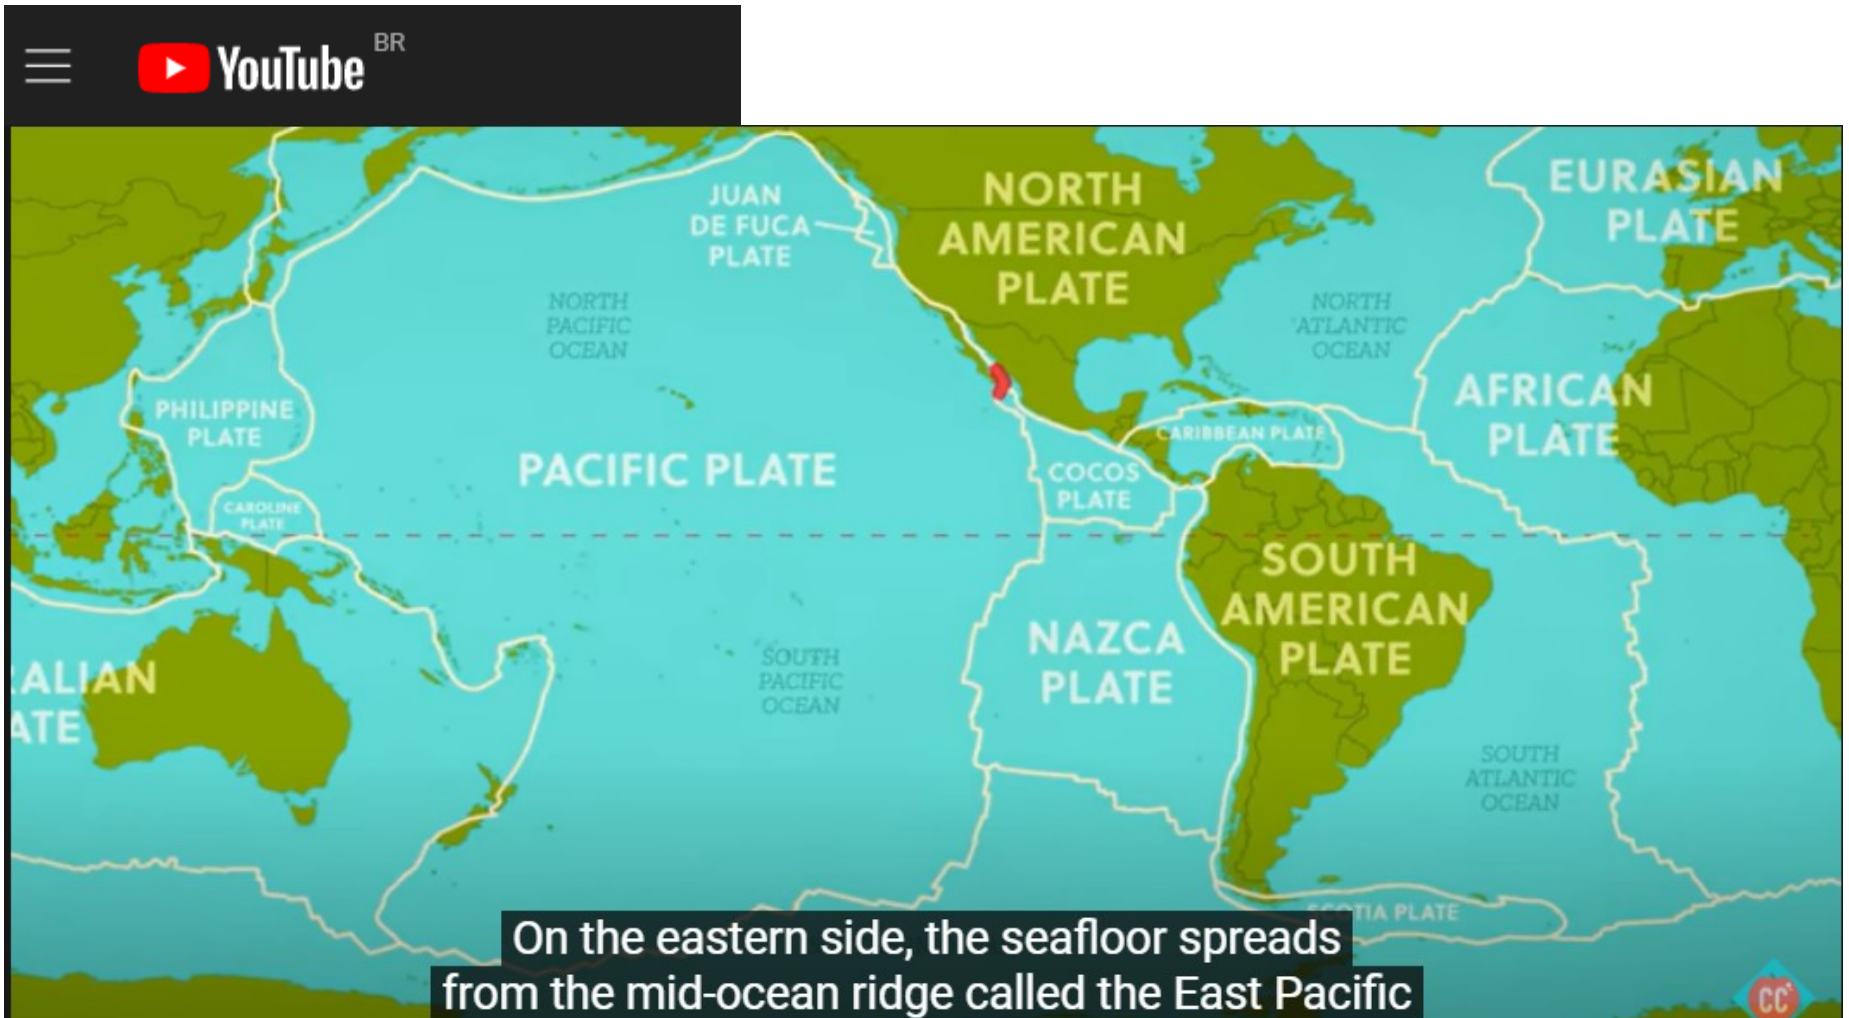 YouTube BR
EURASIAN
PLATE
JUAN
DE FUCA
PLATE
NORTH
AMERICAN
PLATE
NORTH
PACIFIC
OCEAN
NORTH
ATLANTIC
OCEAN
PHILIPPINE
PLATE
AFRICAN
PLATE
CARIBBEAN PLATE
PACIFIC PLATE
COCOS
PLATE
CAROLINE
PLATE
SOUTH
AMERICAN
PLATE
NAZCA
PLATE
SOUTH
PACIFIC
OCEAN
RALIAN
ATE
SOUTH
ATLANTIC
OCEAN
SCOTIA PLATE
On the eastern side, the seafloor spreads
from the mid-ocean ridge called the East Pacific
CC